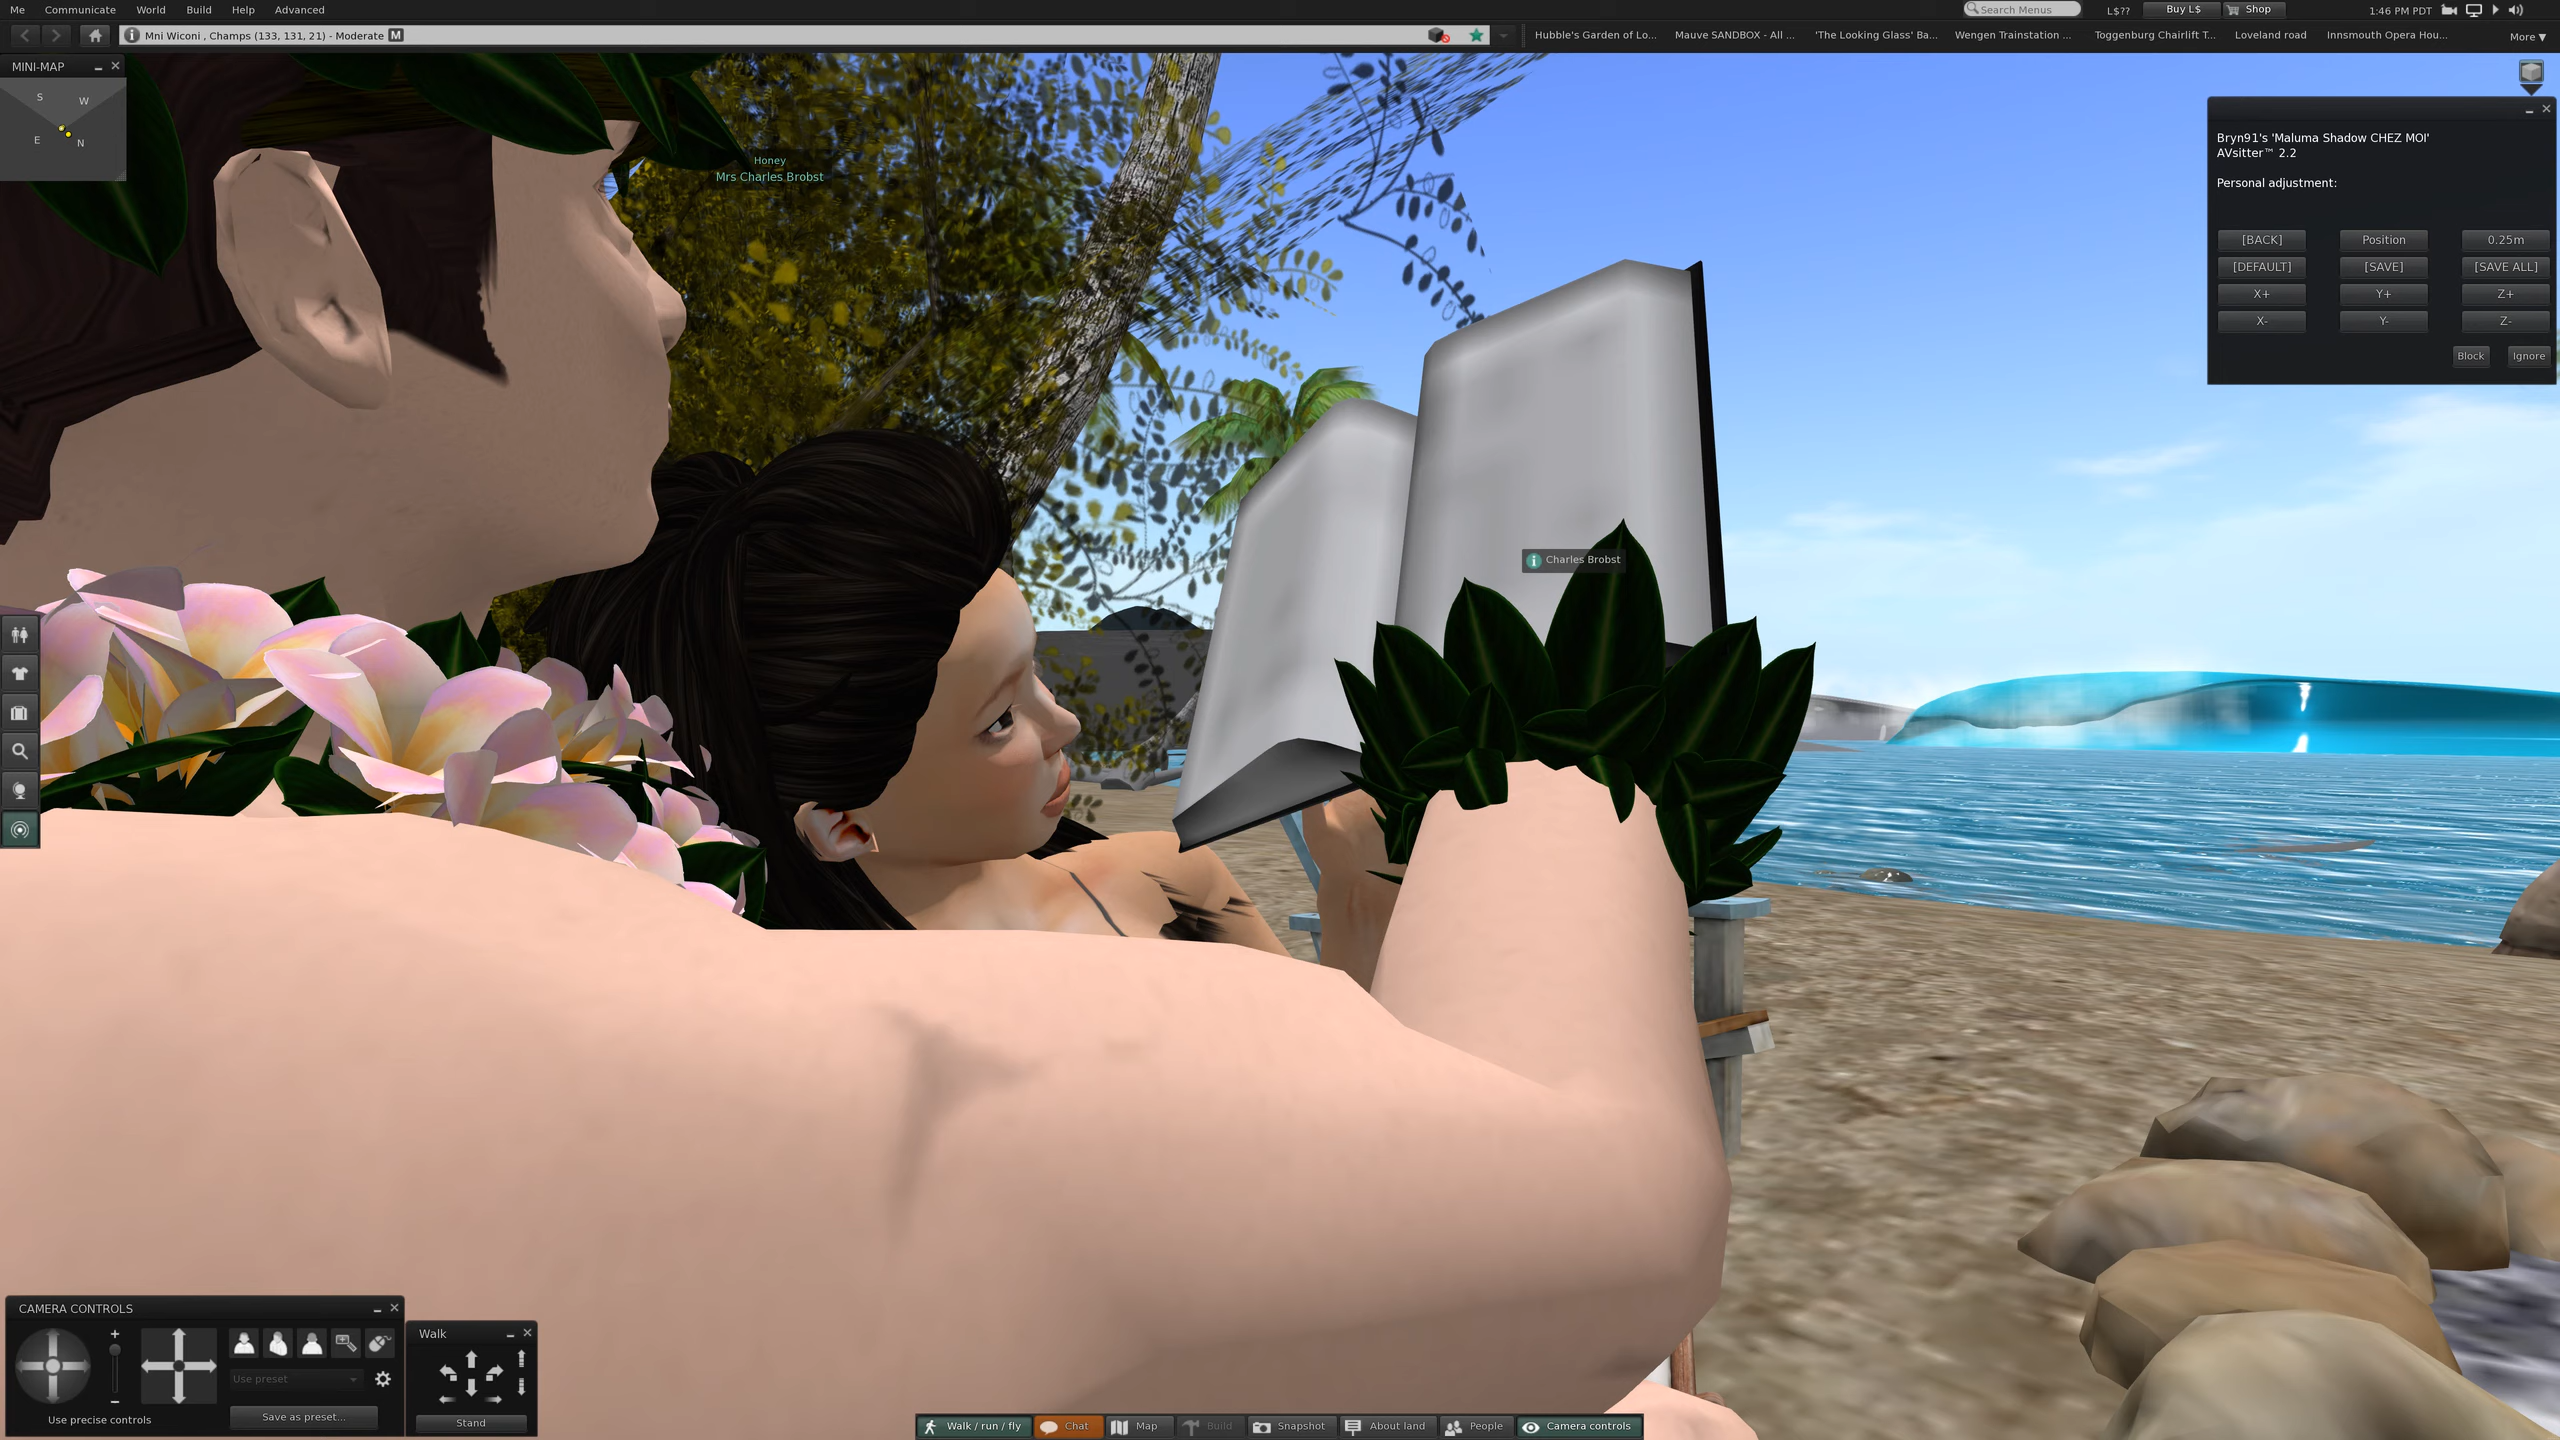 Me Communicate World Build Help Advanced
Search Menus L$?? Buy L$ Shop 1:46 PM PDT
Mni Wiconi , Champs (133, 131, 21) - Moderate M
Hubble's Garden of Lo... Mauve SANDBOX - All ... 'The Looking Glass' Ba... Wengen Trainstation ... Toggenburg Chairlift T... Loveland road Innsmouth Opera Hou... More ▼
MINI-MAP
S W
E N
Honey
Mrs Charles Brobst
Bryn91's 'Maluma Shadow CHEZ MOI'
AVsitter™ 2.2
Personal adjustment:
[BACK] Position 0.25m
[DEFAULT] [SAVE] [SAVE ALL]
X+ Y+ Z+
X- Y- Z-
Block Ignore
Charles Brobst
CAMERA CONTROLS
Use preset
Use precise controls
Save as preset...
Walk
Stand
Walk / run / fly Chat Map Build Snapshot About land People Camera controls